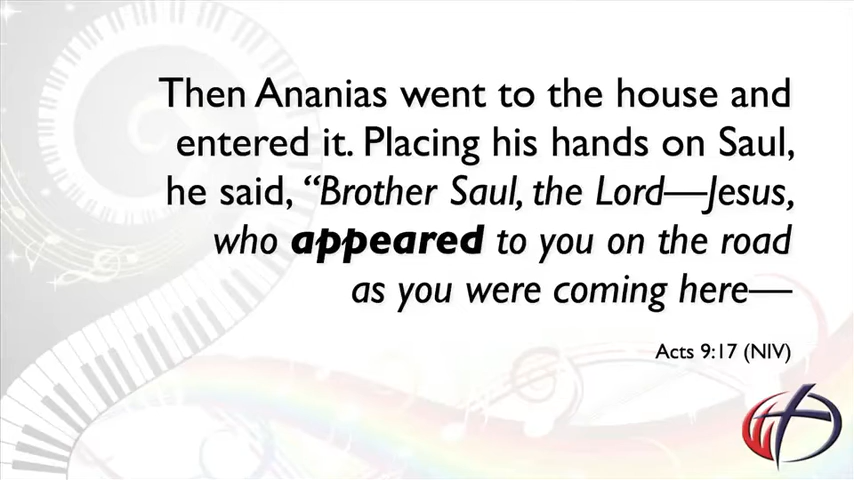 Then Ananias went to the house and
entered it. Placing his hands on Saul,
he said, “Brother Saul, the Lord—Jesus,
who appeared to you on the road
as you were coming here—
Acts 9:17 (NIV)